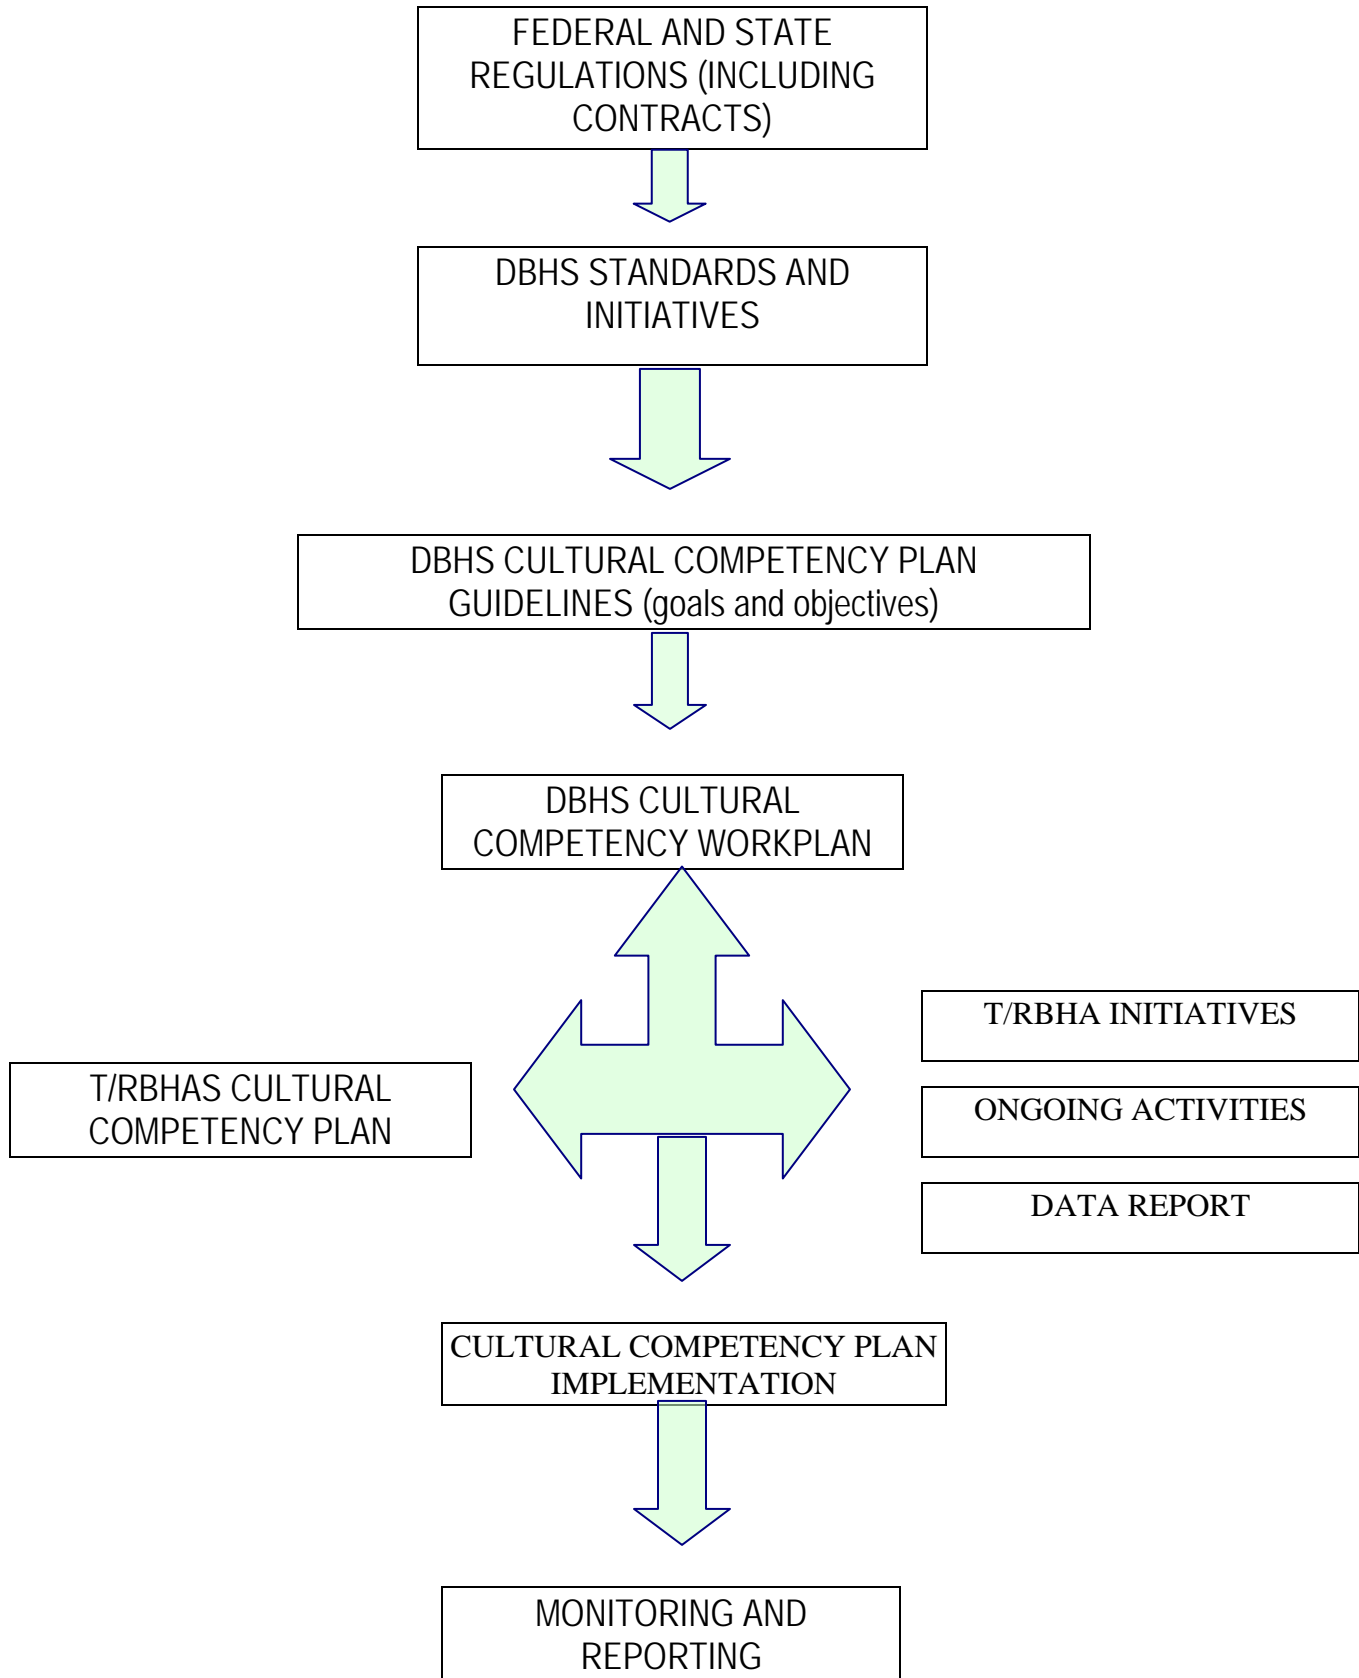 FEDERAL AND STATE
REGULATIONS (INCLUDING
CONTRACTS)
DBHS STANDARDS AND
INITIATIVES
DBHS CULTURAL COMPETENCY PLAN
GUIDELINES (goals and objectives)
DBHS CULTURAL
COMPETENCY WORKPLAN
T/RBHAS CULTURAL
COMPETENCY PLAN
T/RBHA INITIATIVES
ONGOING ACTIVITIES
DATA REPORT
CULTURAL COMPETENCY PLAN
IMPLEMENTATION
MONITORING AND
REPORTING